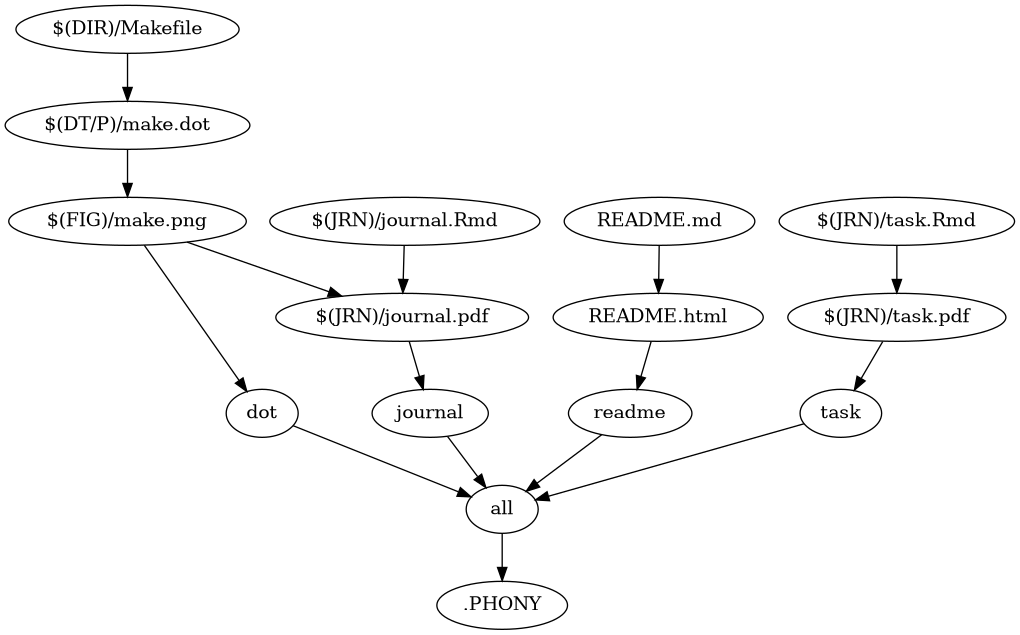 $(DIR)/Makefile
$(DT/P)/make.dot
$(FIG)/make.png
$(JRN)/journal.Rmd
README.md
$(JRN)/task.Rmd
$(JRN)/journal.pdf
README.html
$(JRN)/task.pdf
dot
journal
readme
task
all
.PHONY